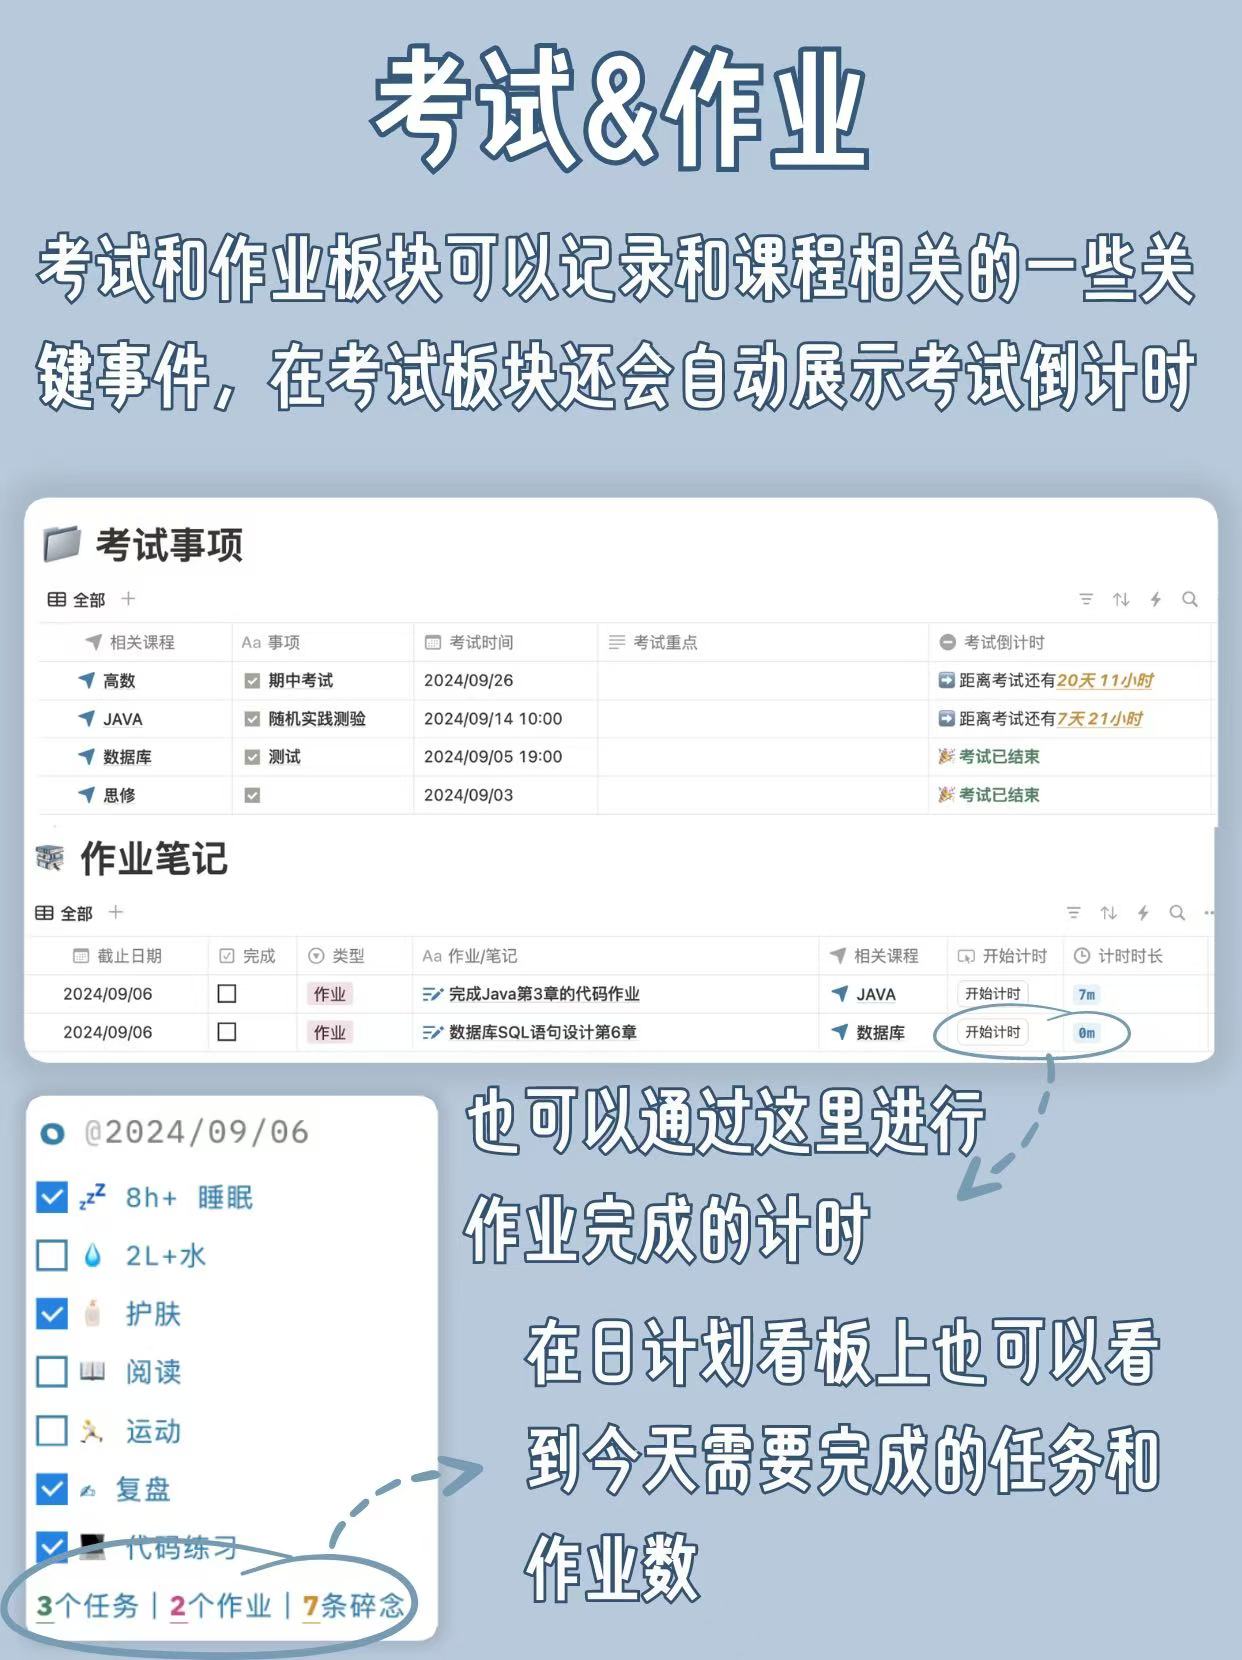 考试&作业
考试和作业板块可以记录和课程相关的一些关
键事件，在考试板块还会自动展示考试倒计时
考试事项
全部 +
相关课程 Aa 事项 考试时间 考试重点 考试倒计时
高数 期中考试 2024/09/26 距离考试还有20天 11小时
JAVA 随机实践测验 2024/09/14 10:00 距离考试还有7天 21小时
数据库 测试 2024/09/05 19:00 考试已结束
思修 2024/09/03 考试已结束
作业笔记
全部 +
截止日期 完成 类型 Aa 作业/笔记 相关课程 开始计时 计时时长
2024/09/06 作业 完成Java第3章的代码作业 JAVA 开始计时 7m
2024/09/06 作业 数据库SQL语句设计第6章 数据库 开始计时 0m
@2024/09/06
8h+ 睡眠
2L+水
护肤
阅读
运动
复盘
代码练习
3个任务 | 2个作业 | 7条碎念
也可以通过这里进行
作业完成的计时
在日计划看板上也可以看
到今天需要完成的任务和
作业数